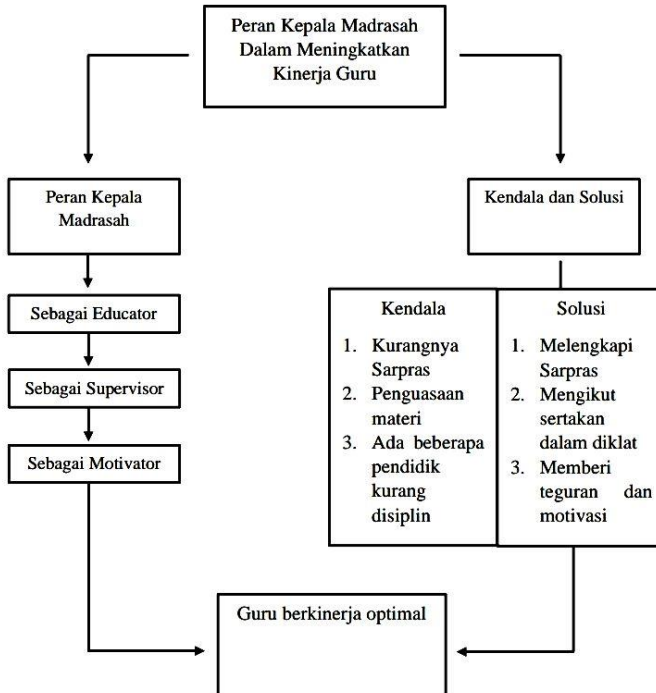 Peran Kepala Madrasah
Dalam Meningkatkan
Kinerja Guru
Peran Kepala
Madrasah
Kendala dan Solusi
Sebagai Educator
Sebagai Supervisor
Sebagai Motivator
Kendala
1. Kurangnya
Sarpras
2. Penguasaan
materi
3. Ada beberapa
pendidik
kurang
disiplin
Solusi
1. Melengkapi
Sarpras
2. Mengikut
sertakan
dalam diklat
3. Memberi
teguran dan
motivasi
Guru berkinerja optimal